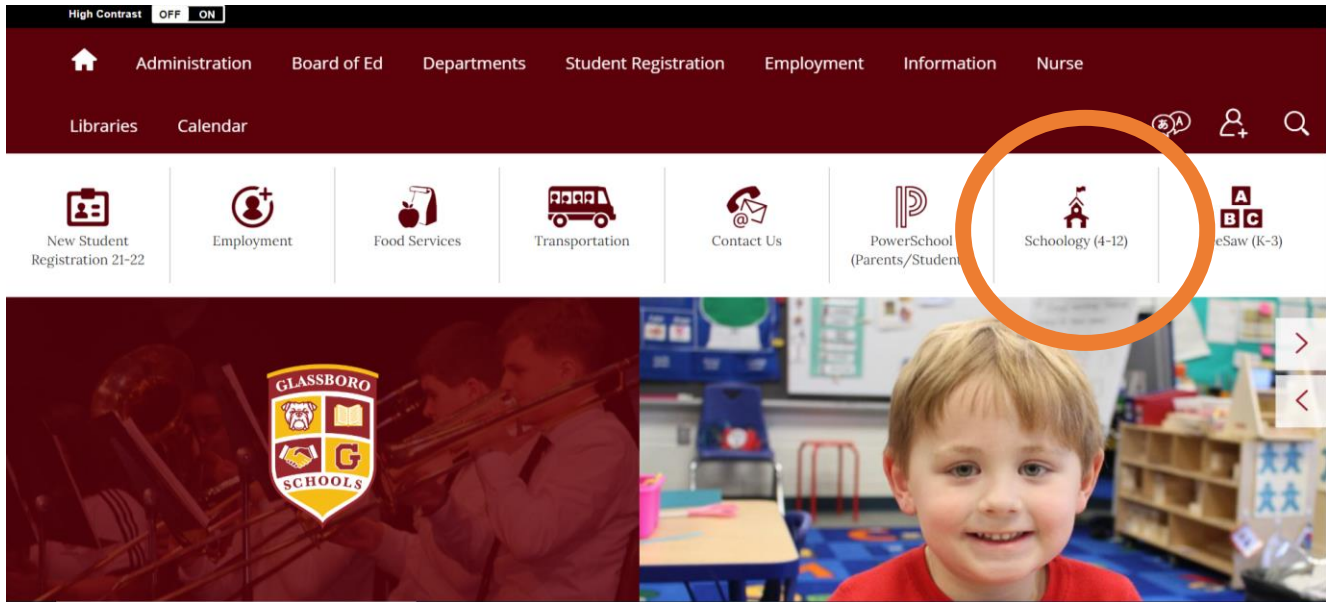 High Contrast OFF ON
Administration Board of Ed Departments Student Registration Employment Information Nurse
Libraries Calendar
あ A
New Student
Registration 21-22
Employment
Food Services
Transportation
@
Contact Us
P
PowerSchool
(Parents/Student
Schoology (4-12)
A
B C
eSaw (K-3)
GLASSBORO
G
SCHOOLS